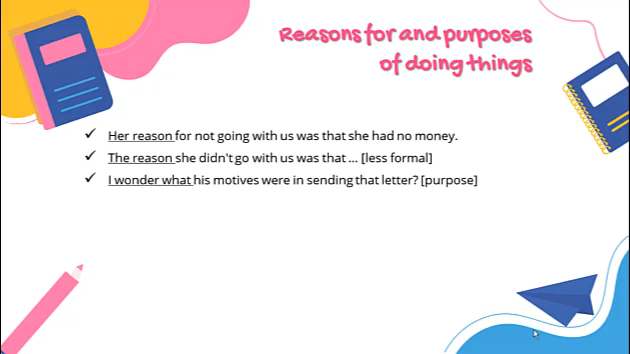 Reasons for and purposes
of doing things
✓ Her reason for not going with us was that she had no money.
✓ The reason she didn't go with us was that ... [less formal]
✓ I wonder what his motives were in sending that letter? [purpose]